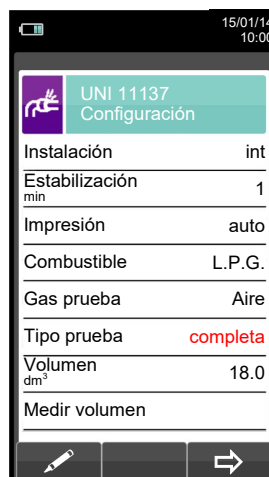 15/01/14
10:00
UNI 11137
Configuración
Instalación int
Estabilización 1
min
Impresión auto
Combustible L.P.G.
Gas prueba Aire
Tipo prueba completa
Volumen 18.0
dm³
Medir volumen